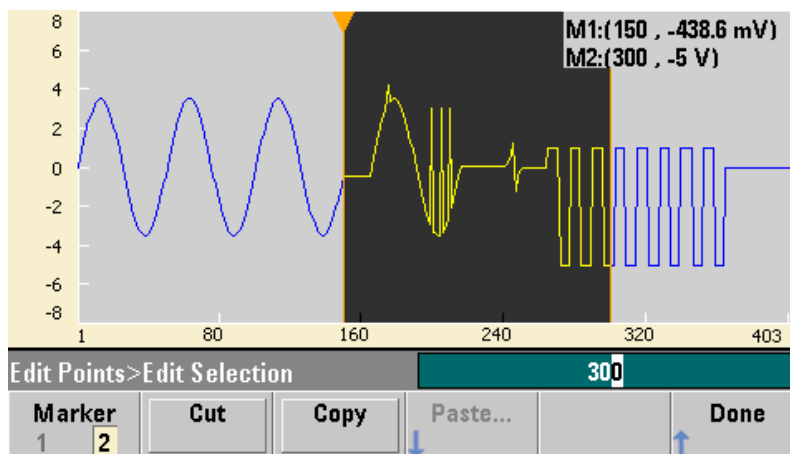 M1:(150 , -438.6 mV)
M2:(300 , -5 V)
8
6
4
2
0
-2
-4
-6
-8
1 80 160 240 320 403
Edit Points>Edit Selection 300
Marker Cut Copy Paste... Done
1 2